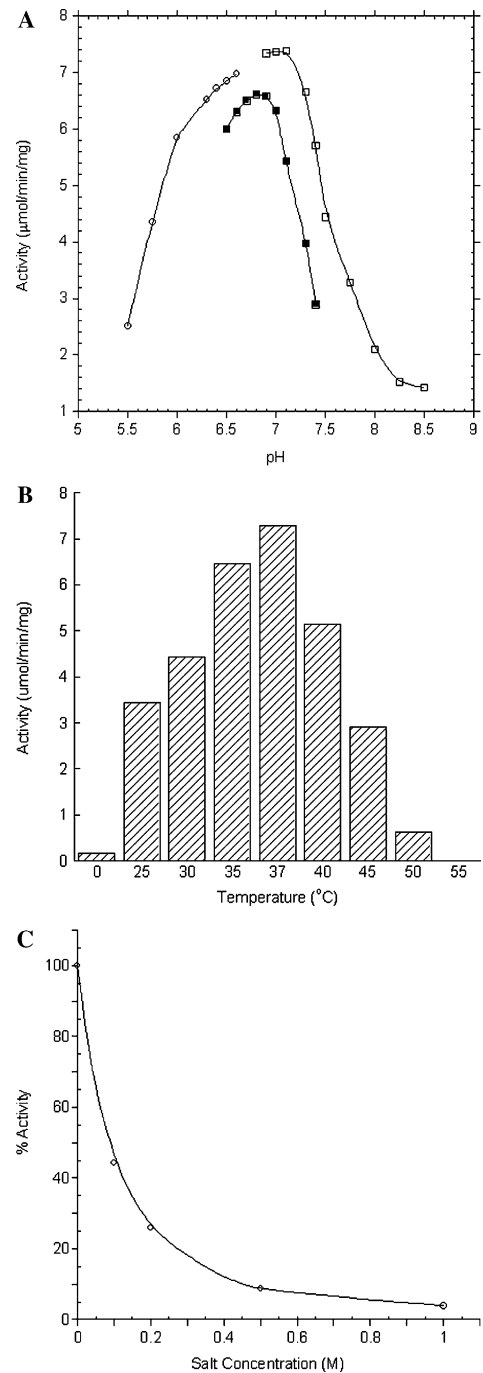 A
8
7
6
5
4
3
2
1
Activity (μmol/min/mg)
5 5.5 6 6.5 7 7.5 8 8.5 9
pH
B
8
7
6
5
4
3
2
1
0
Activity (umol/min/mg)
0 25 30 35 37 40 45 50 55
Temperature (°C)
C
100
80
60
40
20
0
% Activity
0 0.2 0.4 0.6 0.8 1
Salt Concentration (M)